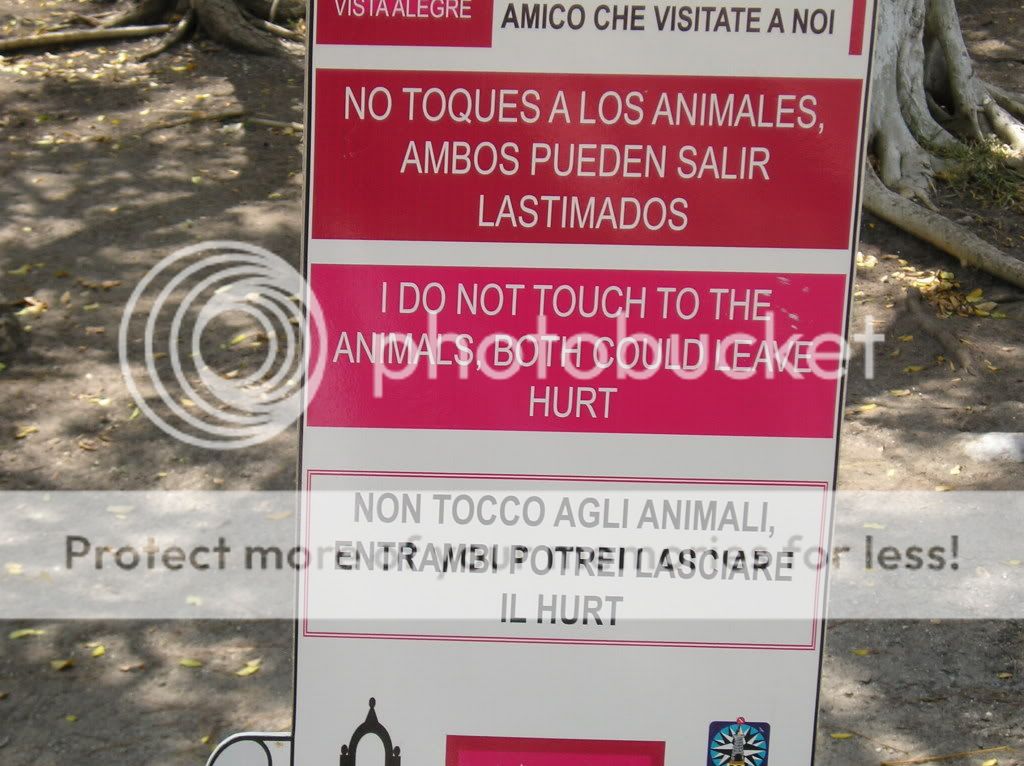 VISTA ALEGRE
AMICO CHE VISITATE A NOI
NO TOQUES A LOS ANIMALES,
AMBOS PUEDEN SALIR
LASTIMADOS
I DO NOT TOUCH TO THE
ANIMALS, BOTH COULD LEAVE
HURT
photobucket
NON TOCCO AGLI ANIMALI,
ENTRAMBI POTREI LASCIARE
IL HURT
Protect more of your memories for less!